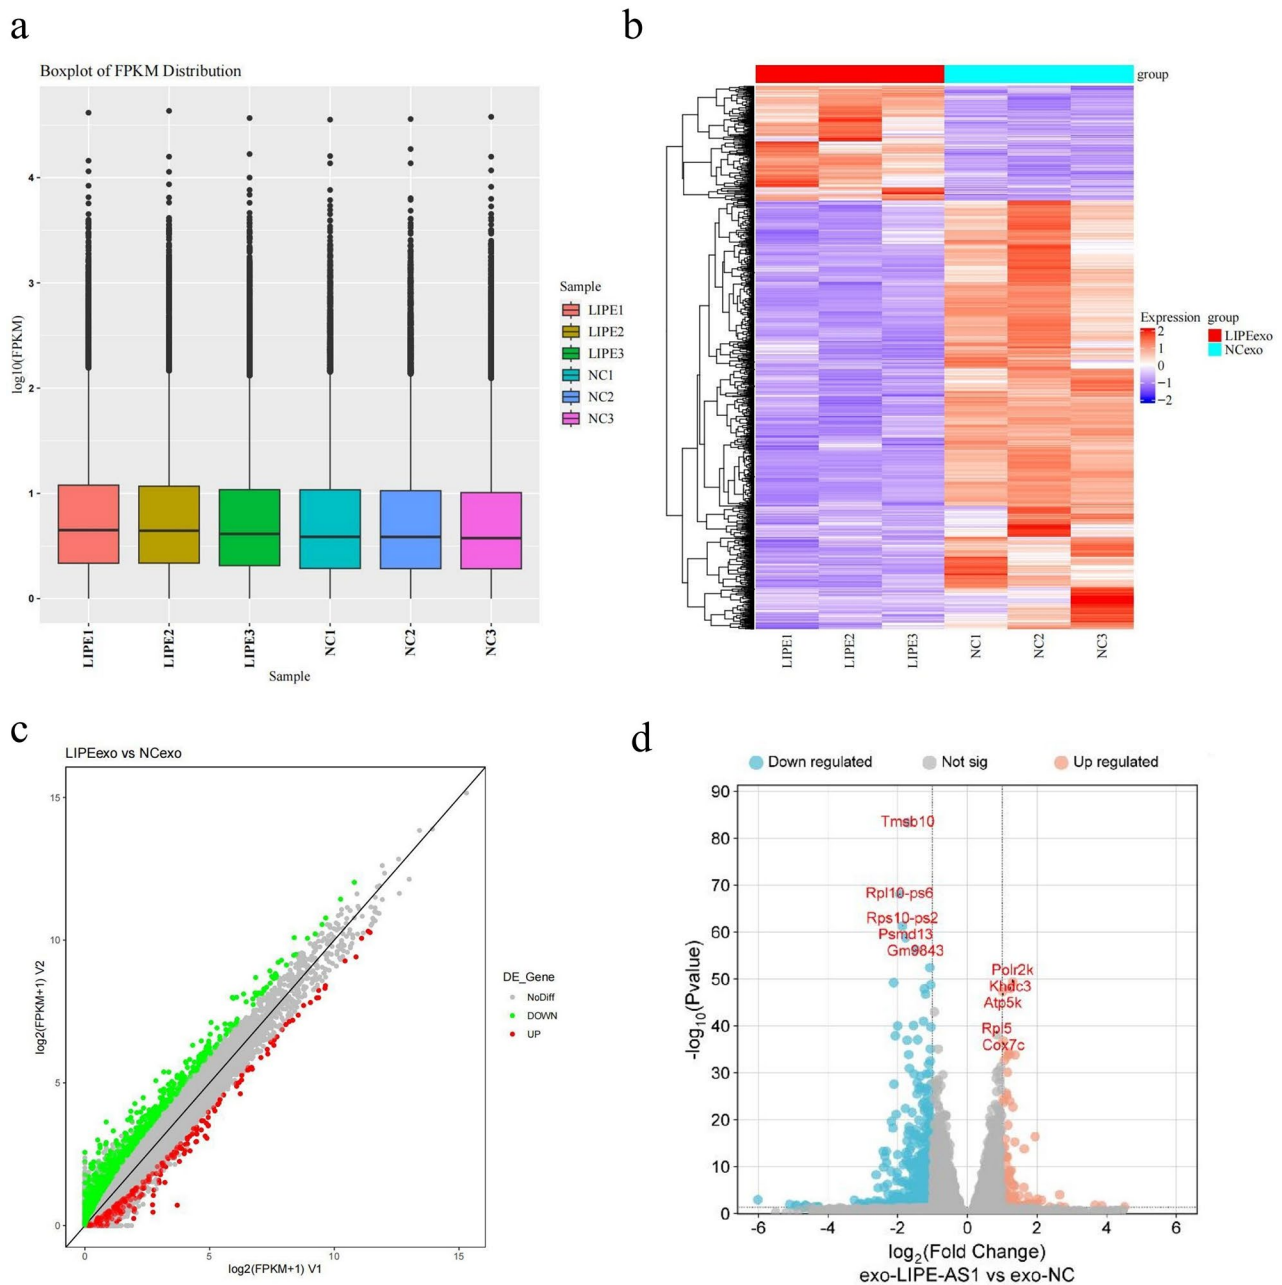 a
Boxplot of FPKM Distribution
log10(FPKM)
4
3
2
1
0
LIPE1
LIPE2
LIPE3
NC1
NC2
NC3
Sample
Sample
LIPE1
LIPE2
LIPE3
NC1
NC2
NC3
b
group
LIPE1
LIPE2
LIPE3
NC1
NC2
NC3
Expression
2
1
0
−1
−2
group
LIPEexo
NCexo
c
LIPEexo vs NCexo
log2(FPKM+1) V2
15
10
5
0
0
5
10
15
log2(FPKM+1) V1
DE_Gene
NoDiff
DOWN
UP
d
Down regulated
Not sig
Up regulated
-log10(Pvalue)
90
80
70
60
50
40
30
20
10
0
Tmsb10
Rpl10-ps6
Rps10-ps2
Psmd13
Gm9843
Polr2k
Khdc3
Atp5k
Rpl5
Cox7c
-6
-4
-2
0
2
4
6
log2(Fold Change)
exo-LIPE-AS1 vs exo-NC